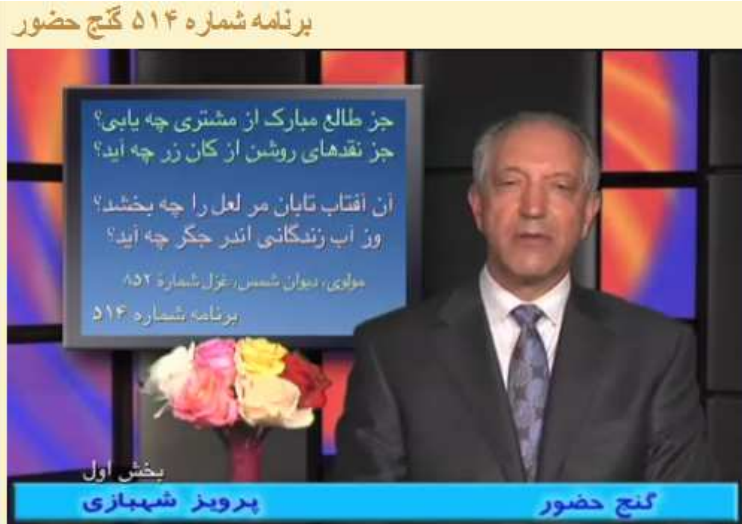 برنامه شماره ۵۱۴ گنج حضور
جز طالع مبارک از مشتری چه یابی؟
جز نقدهای روشن از کان زر چه آید؟
آن آفتاب تابان مر لعل را چه بخشد؟
وز آب زندگانی اندر جگر چه آید؟
مولوی، دیوان شمس، غزل شمارهٔ ۸۵۲
برنامه شماره ۵۱۴
بخش اول
گنج حضور
پرویز شهبازی